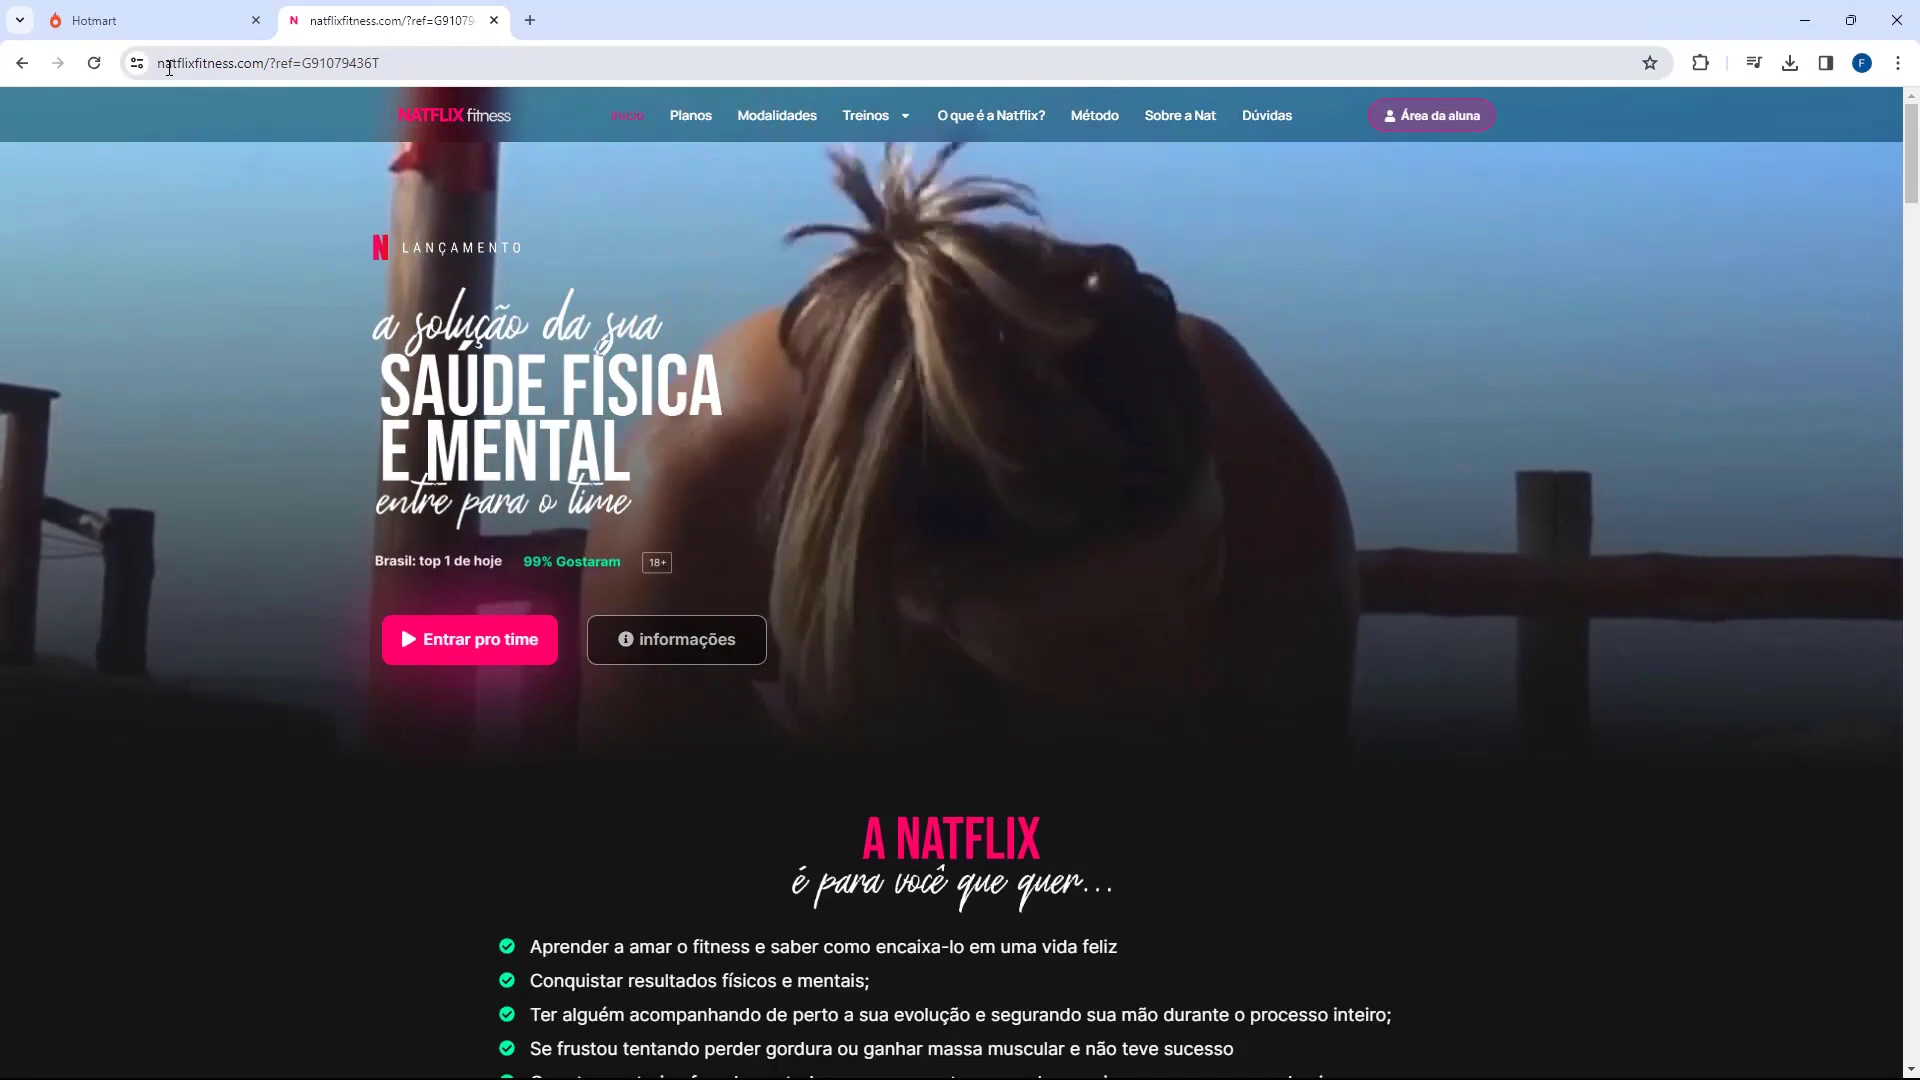 Hotmart
natflixfitness.com/?ref=G91079
natflixfitness.com/?ref=G91079436T
F
NATFLIX fitness
Início
Planos
Modalidades
Treinos
O que é a Natflix?
Método
Sobre a Nat
Dúvidas
Área da aluna
N LANÇAMENTO
a solução da sua
SAÚDE FÍSICA
E MENTAL
entre para o time
Brasil: top 1 de hoje 99% Gostaram 18+
Entrar pro time
informações
A NATFLIX
é para você que quer...
Aprender a amar o fitness e saber como encaixa-lo em uma vida feliz
Conquistar resultados físicos e mentais;
Ter alguém acompanhando de perto a sua evolução e segurando sua mão durante o processo inteiro;
Se frustou tentando perder gordura ou ganhar massa muscular e não teve sucesso